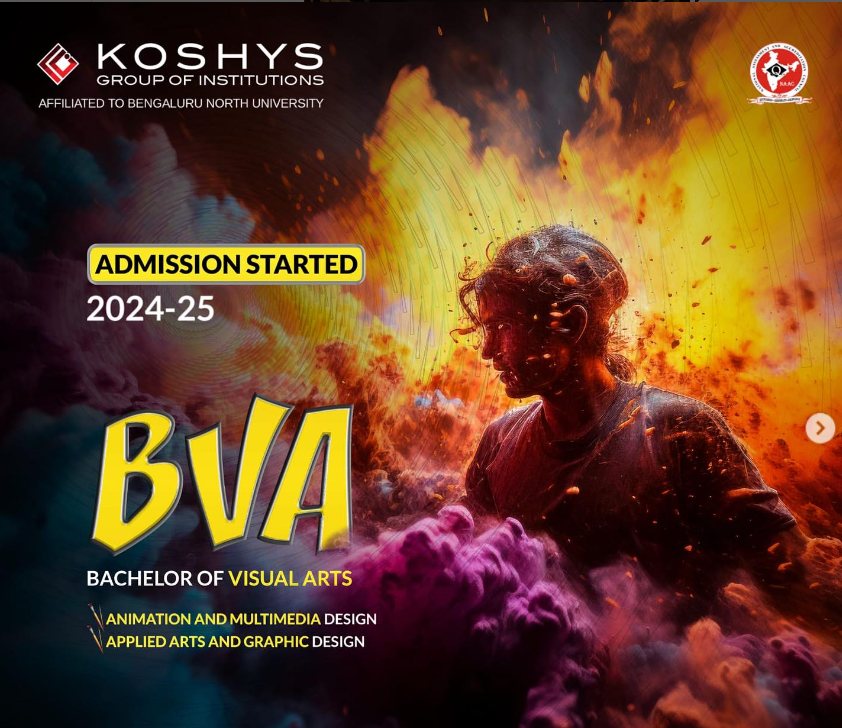 KOSHYS
GROUP OF INSTITUTIONS
AFFILIATED TO BENGALURU NORTH UNIVERSITY
NAAC
ADMISSION STARTED
2024-25
BVA
BACHELOR OF VISUAL ARTS
ANIMATION AND MULTIMEDIA DESIGN
APPLIED ARTS AND GRAPHIC DESIGN